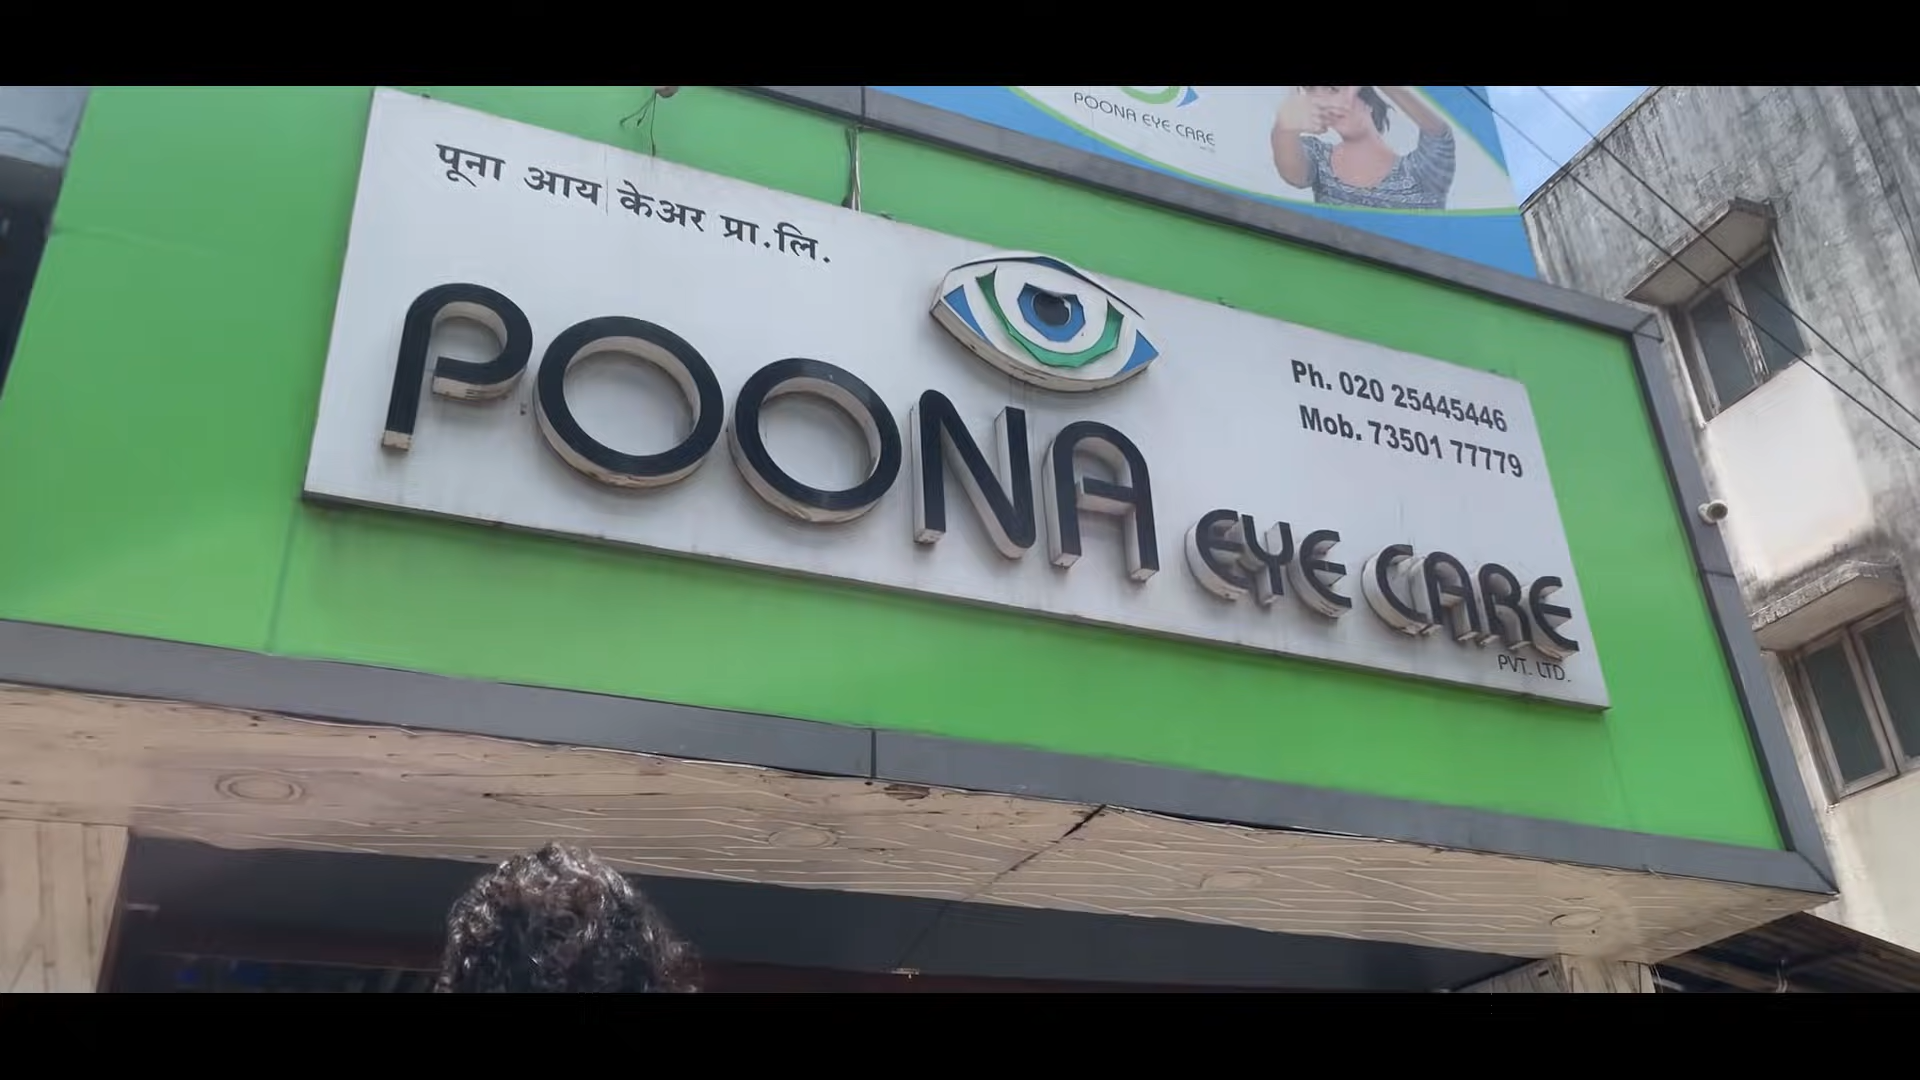 POONA EYE CARE
पूना आय केअर प्रा.लि.
Ph. 020 25445446
Mob. 73501 77779
POONA EYE CARE
PVT. LTD.